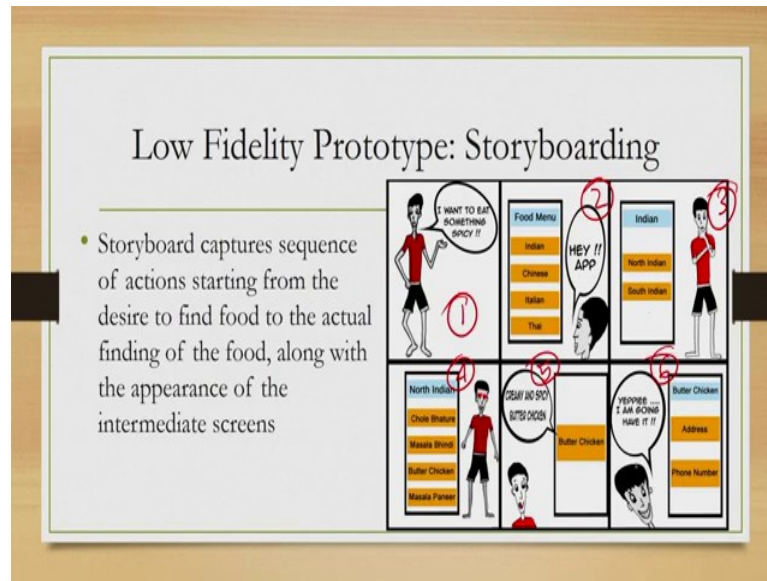 Low Fidelity Prototype: Storyboarding
• Storyboard captures sequence
of actions starting from the
desire to find food to the actual
finding of the food, along with
the appearance of the
intermediate screens
I WANT TO EAT
SOMETHING
SPICY !!
1
Food Menu
Indian
Chinese
Italian
Thai
HEY !!
APP
2
Indian
North Indian
South Indian
3
North Indian
Chole Bhature
Masala Bhindi
Butter Chicken
Masala Paneer
4
CREAMY AND SPICY
BUTTER CHICKEN
5
Butter Chicken
YEPPIEE ....
I AM GOING
HAVE IT !!
6
Butter Chicken
Address
Phone Number